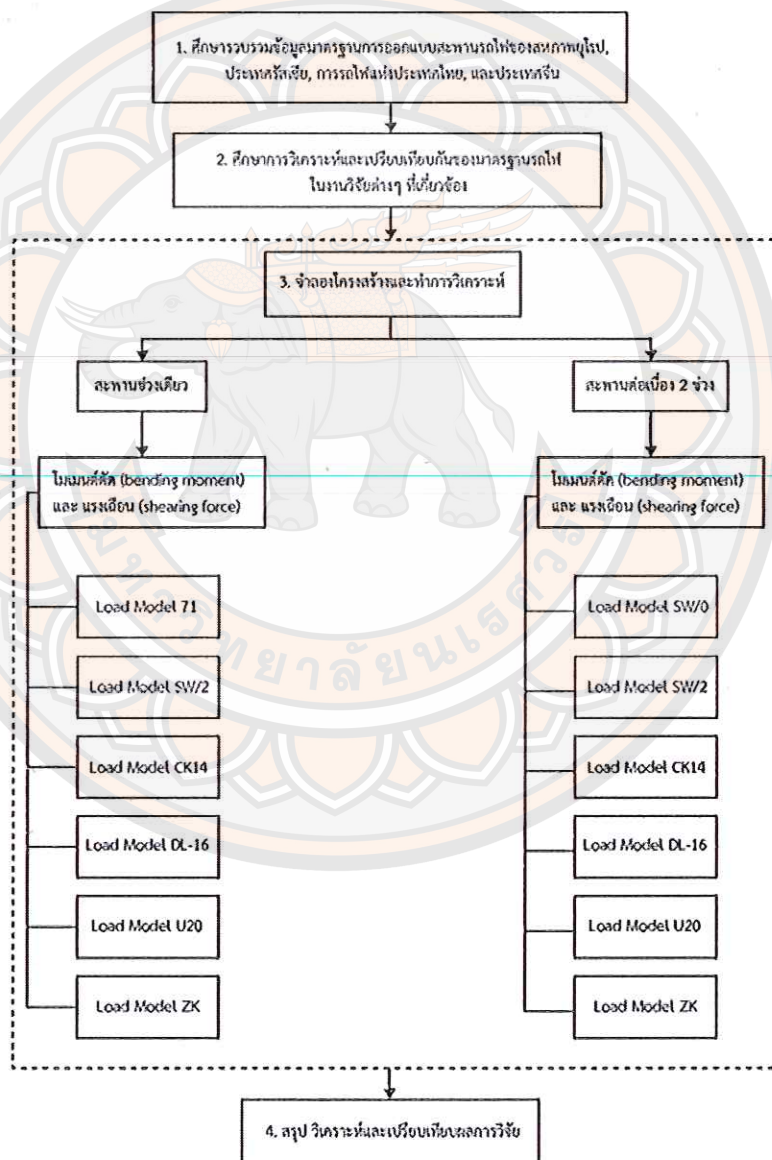 1. ศึกษารวบรวมข้อมูลมาตรฐานการออกแบบสะพานรถไฟของสหภาพยุโรป,
ประเทศรัสเซีย, การรถไฟแห่งประเทศไทย, และประเทศจีน
2. ศึกษาการวิเคราะห์และเปรียบเทียบกันของมาตรฐานรถไฟ
ในงานวิจัยต่างๆ ที่เกี่ยวข้อง
3. จำลองโครงสร้างและทำการวิเคราะห์
สะพานช่วงเดียว
สะพานต่อเนื่อง 2 ช่วง
โมเมนต์ดัด (bending moment)
และ แรงเฉือน (shearing force)
โมเมนต์ดัด (bending moment)
และ แรงเฉือน (shearing force)
Load Model 71
Load Model SW/0
Load Model SW/2
Load Model SW/2
Load Model CK14
Load Model CK14
Load Model DL-16
Load Model DL-16
Load Model U20
Load Model U20
Load Model ZK
Load Model ZK
4. สรุป วิเคราะห์และเปรียบเทียบผลการวิจัย
มหาวิทยาลัยนเรศวร